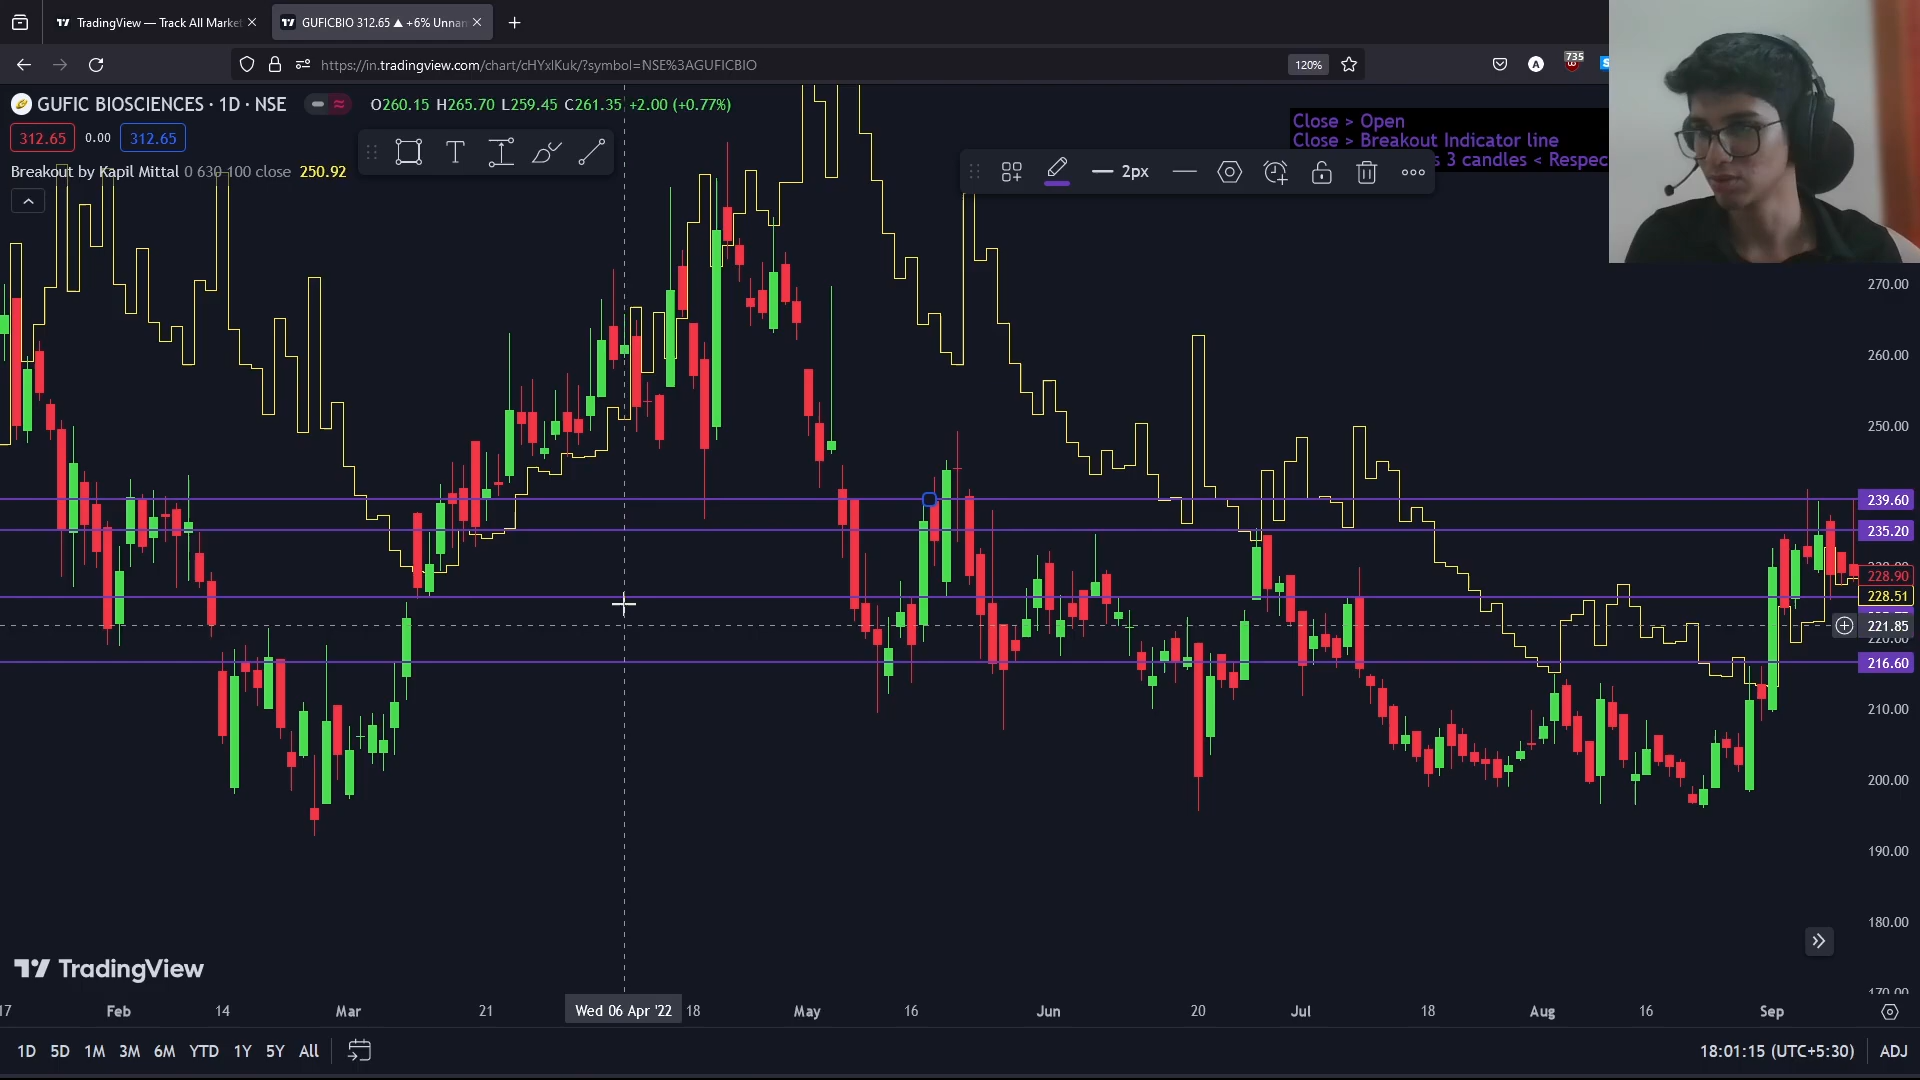 TradingView — Track All Marke
GUFICBIO 312.65 ▲ +6% Unnan
https://in.tradingview.com/chart/cHYxlKuk/?symbol=NSE%3AGUFICBIO
120%
735
GUFIC BIOSCIENCES · 1D · NSE
O260.15 H265.70 L259.45 C261.35 +2.00 (+0.77%)
312.65 0.00 312.65
Breakout by Kapil Mittal 0 630 100 close 250.92
Close > Open
Close > Breakout Indicator line
s 3 candles < Respec
2px
270.00
260.00
250.00
239.60
235.20
228.90
228.51
221.85
220.00
216.60
210.00
200.00
190.00
180.00
170.00
TradingView
17 Feb 14 Mar 21 Wed 06 Apr '22 18 May 16 Jun 20 Jul 18 Aug 16 Sep
1D 5D 1M 3M 6M YTD 1Y 5Y All
18:01:15 (UTC+5:30) ADJ